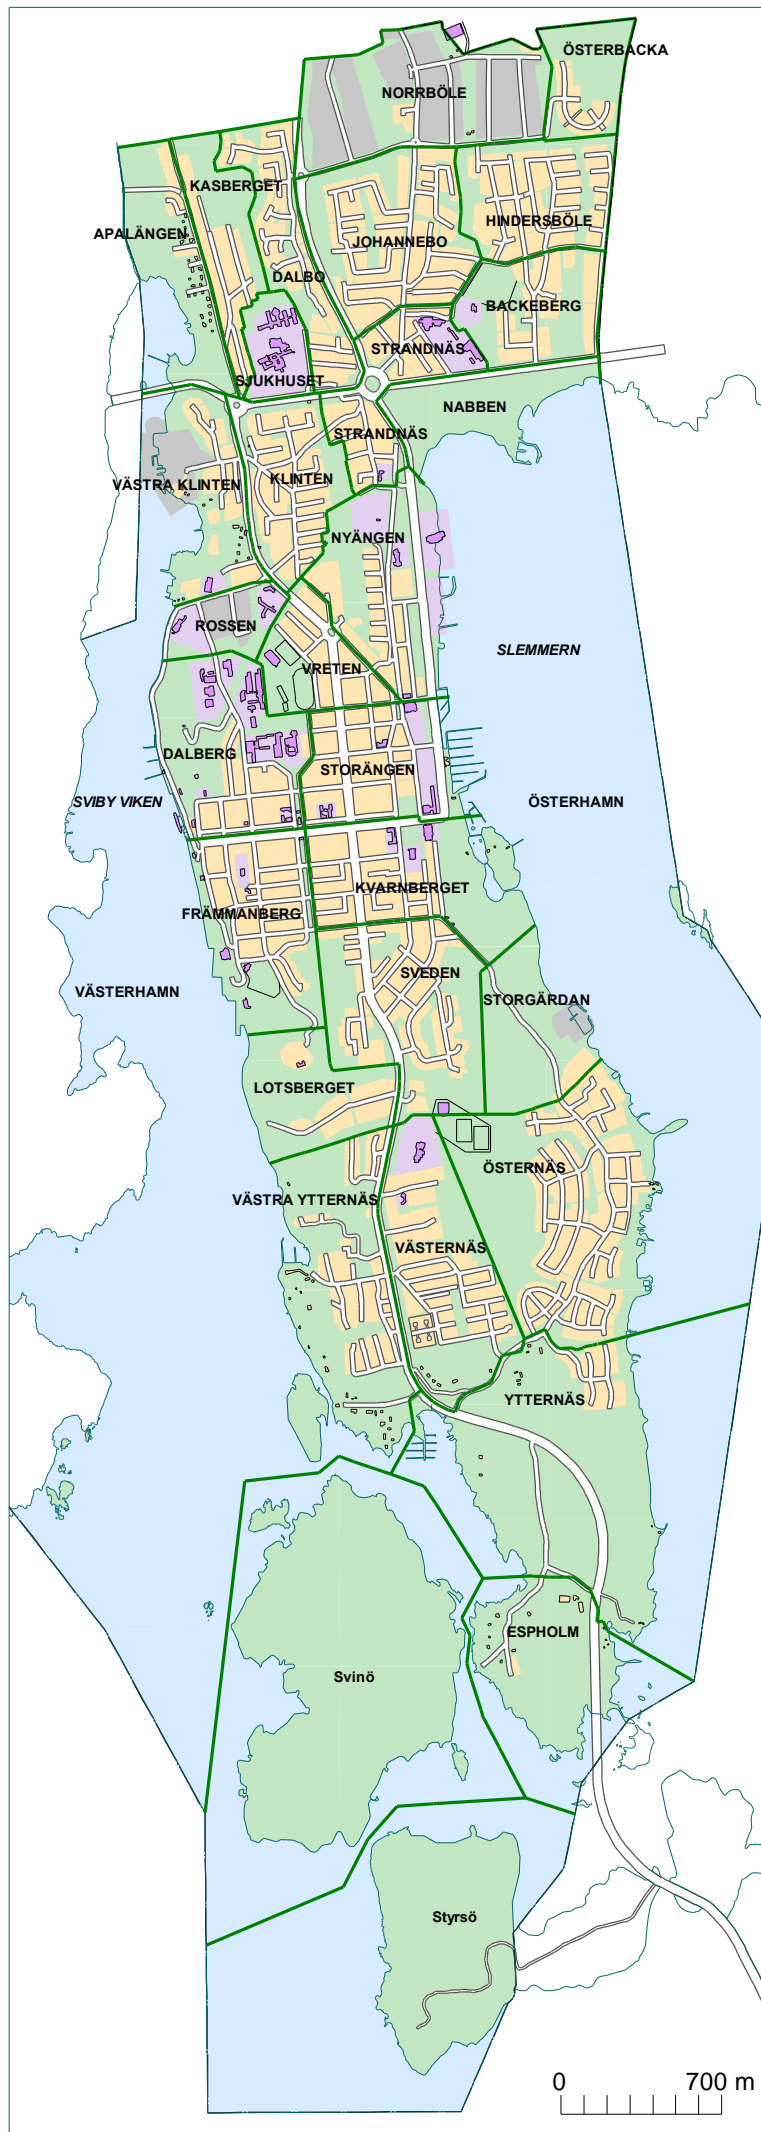 ÖSTERBACKA
NORRBÖLE
KASBERGET
HINDERSBÖLE
APALÄNGEN
JOHANNEBO
DALBO
BACKEBERG
STRANDNÄS
SJUKHUSET
NABBEN
STRANDNÄS
KLINTEN
VÄSTRA KLINTEN
NYÄNGEN
ROSSEN
SLEMMERN
VRETEN
DALBERG
STORÄNGEN
SVIBY VIKEN
ÖSTERHAMN
KVARNBERGET
FRÄMMANBERG
SVEDEN
VÄSTERHAMN
STORGÄRDAN
LOTSBERGET
ÖSTERNÄS
VÄSTRA YTTERNÄS
VÄSTERNÄS
YTTERNÄS
ESPHOLM
Svinö
Styrsö
0 700 m